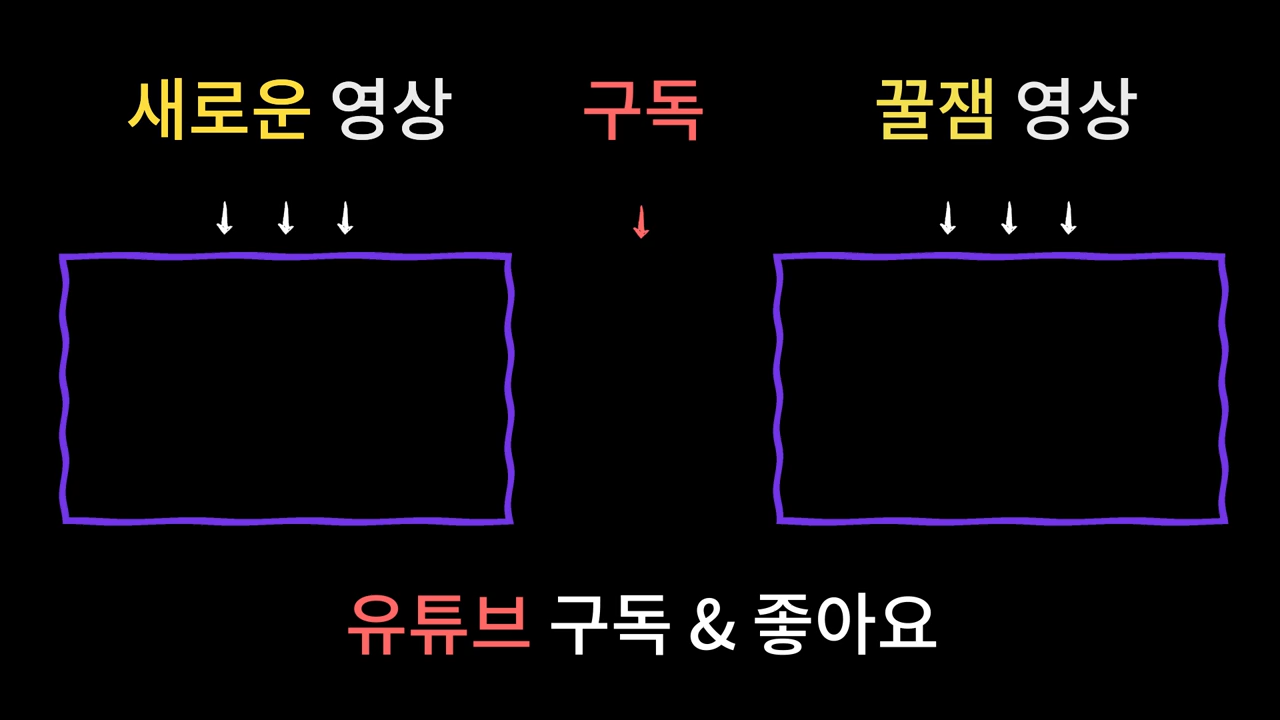 새로운 영상
구독
꿀잼 영상
유튜브 구독 & 좋아요